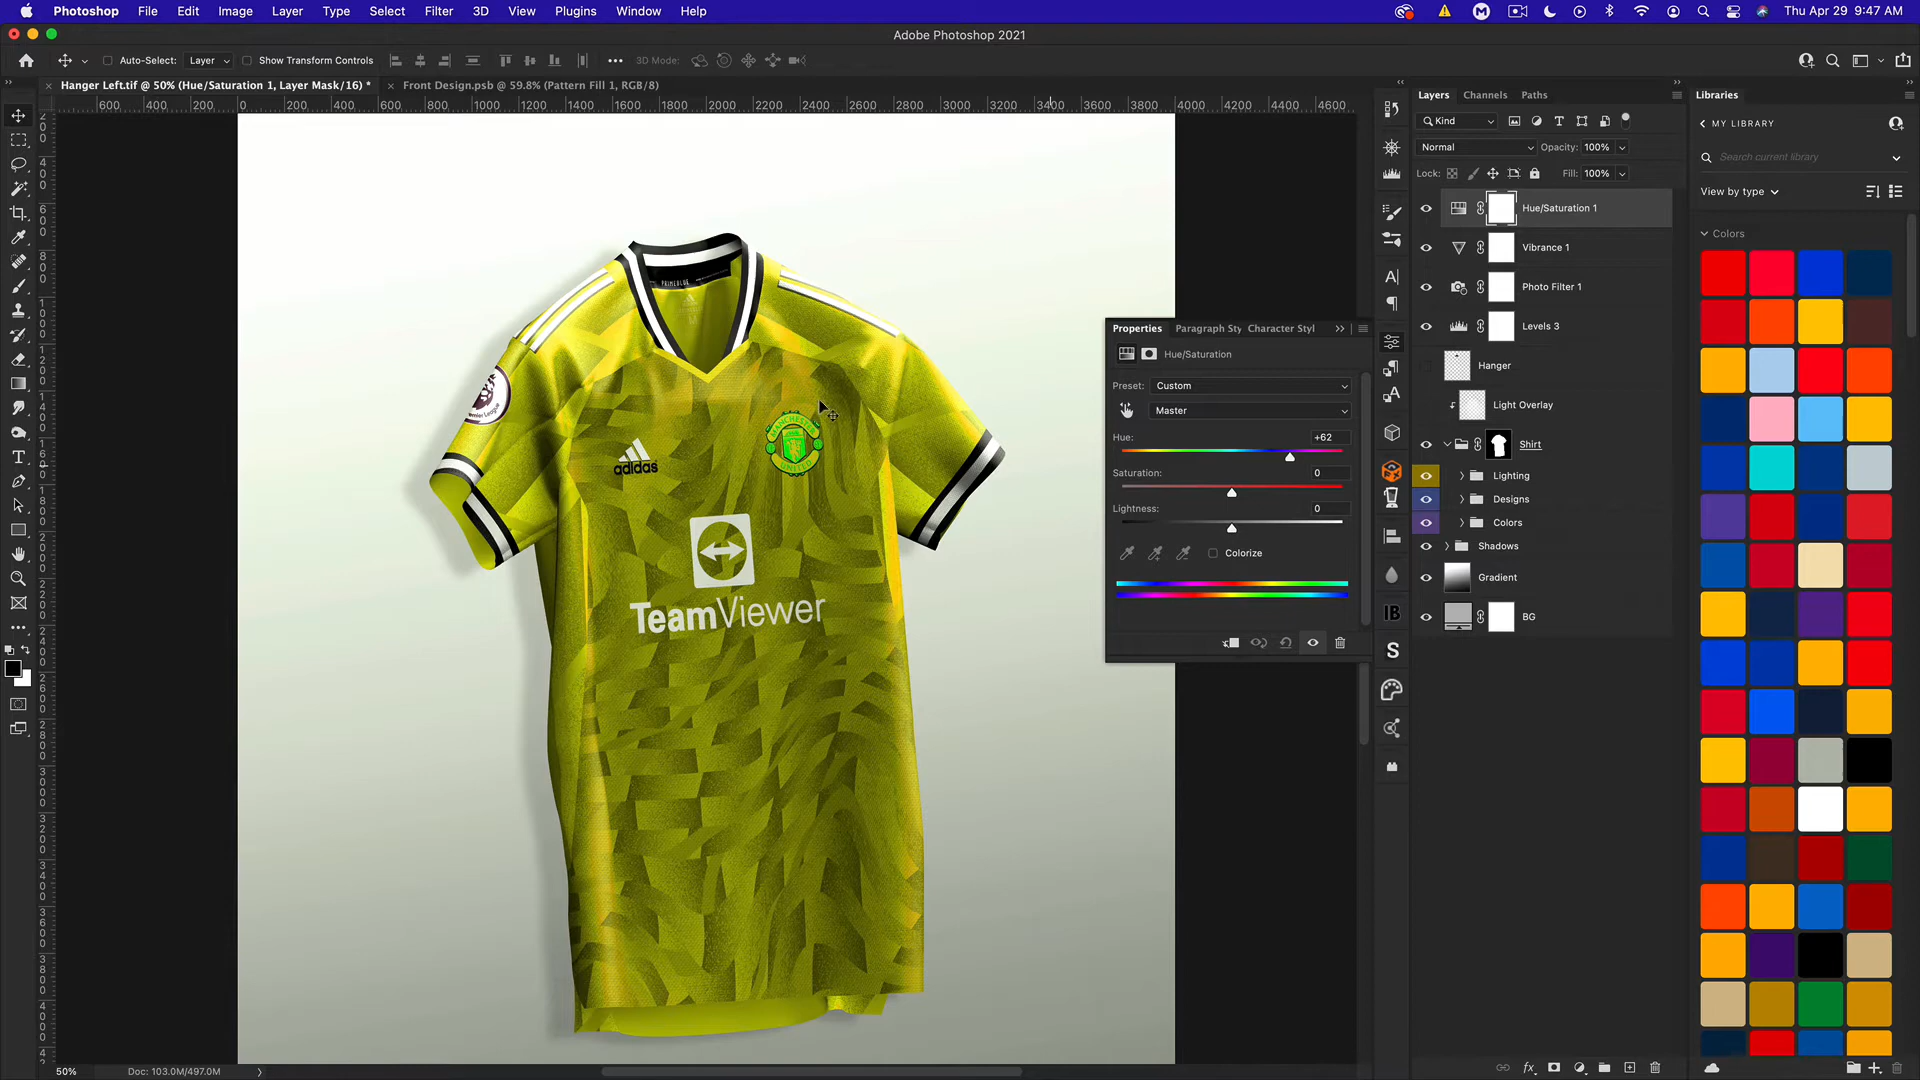 Photoshop File Edit Image Layer Type Select Filter 3D View Plugins Window Help Thu Apr 29 9:47 AM
Adobe Photoshop 2021
Auto-Select: Layer Show Transform Controls 3D Mode:
Hanger Left.tif @ 50% (Hue/Saturation 1, Layer Mask/16) *
Front Design.psb @ 59.8% (Pattern Fill 1, RGB/8)
600 400 200 0 200 400 600 800 1000 1200 1400 1600 1800 2000 2200 2400 2600 2800 3000 3200 3400 3600 3800 4000 4200 4400 4600
PRIMEBLUE
Premier League
adidas
MANCHESTER
UNITED
TeamViewer
Properties Paragraph Sty Character Styl
Hue/Saturation
Preset: Custom
Master
Hue: +62
Saturation: 0
Lightness: 0
Colorize
Layers Channels Paths
Kind
Normal Opacity: 100%
Lock: Fill: 100%
Hue/Saturation 1
Vibrance 1
Photo Filter 1
Levels 3
Hanger
Light Overlay
Shirt
Lighting
Designs
Colors
Shadows
Gradient
BG
Libraries
MY LIBRARY
Search current library
View by type
Colors
50% Doc: 103.0M/497.0M